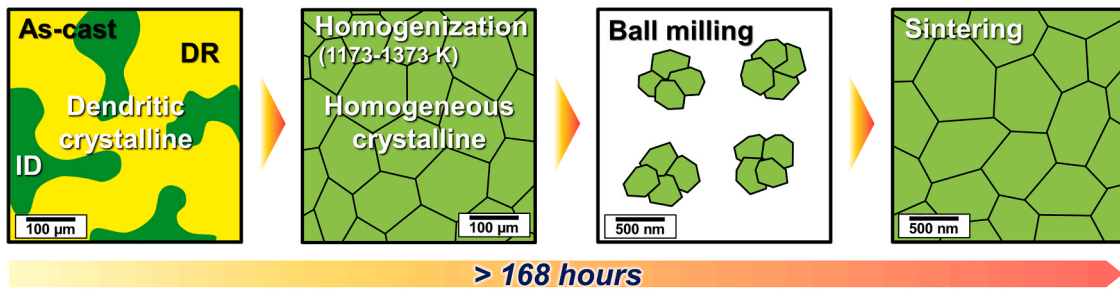 As-cast
DR
Dendritic
crystalline
ID
100 μm
Homogenization
(1173-1373 K)
Homogeneous
crystalline
100 μm
Ball milling
500 nm
Sintering
500 nm
> 168 hours